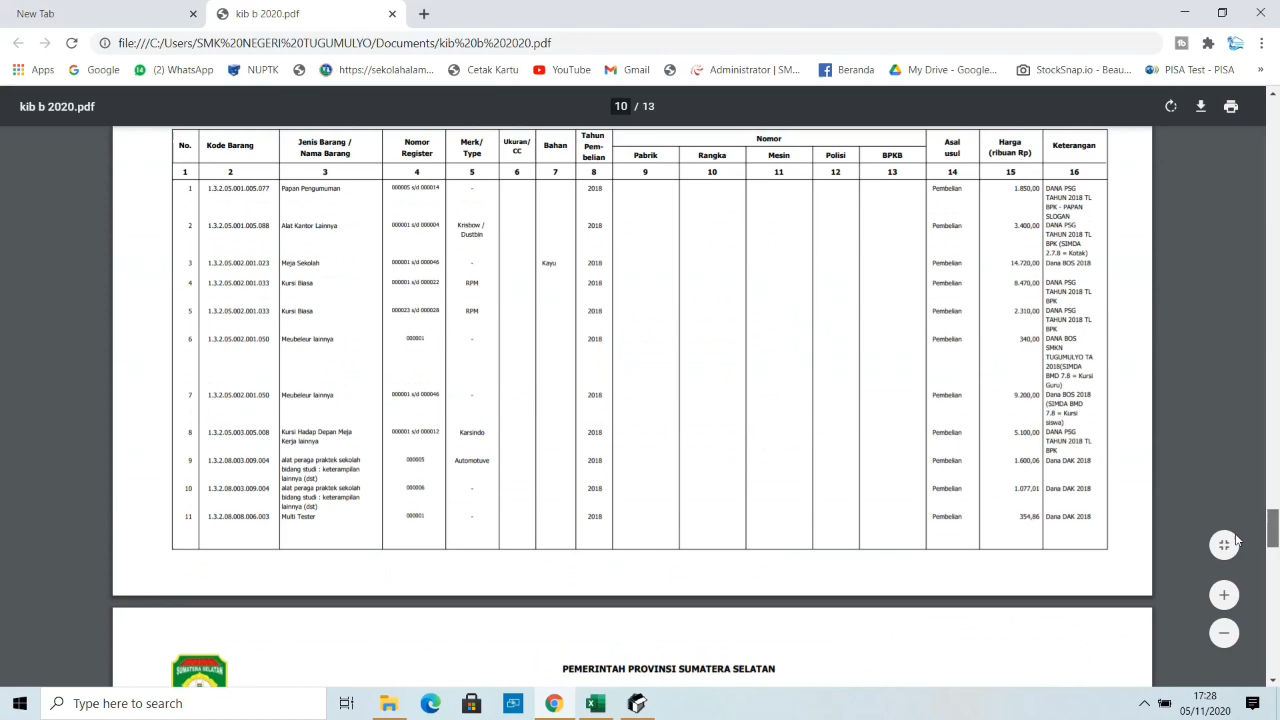 New Tab
kib b 2020.pdf
file:///C:/Users/SMK%20NEGERI%20TUGUMULYO/Documents/kib%20b%202020.pdf
Apps Google (2) WhatsApp NUPTK https://sekolahalam... Cetak Kartu YouTube Gmail Administrator | SM... Beranda My Drive - Google... StockSnap.io - Beau... PISA Test - PISA »
kib b 2020.pdf 10 / 13
No. Kode Barang Jenis Barang / Nama Barang Nomor Register Merk/ Type Ukuran/ CC Bahan Tahun Pem- belian Nomor Asal usul Harga (ribuan Rp) Keterangan
Pabrik Rangka Mesin Polisi BPKB
1 2 3 4 5 6 7 8 9 10 11 12 13 14 15 16
1 1.3.2.05.001.005.077 Papan Pengumuman 000005 s/d 000014 - 2018 Pembelian 1.850,00 DANA PSG
TAHUN 2018 TL
BPK - PAPAN
SLOGAN
2 1.3.2.05.001.005.088 Alat Kantor Lainnya 000001 s/d 000004 Krisbow / 2018 Pembelian 3.400,00 DANA PSG
Dustbin TAHUN 2018 TL
BPK (SIMDA
2.7.8 = Kotak)
3 1.3.2.05.002.001.023 Meja Sekolah 000001 s/d 000046 - Kayu 2018 Pembelian 14.720,00 Dana BOS 2018
4 1.3.2.05.002.001.033 Kursi Biasa 000001 s/d 000022 RPM 2018 Pembelian 8.470,00 DANA PSG
TAHUN 2018 TL
BPK
5 1.3.2.05.002.001.033 Kursi Biasa 000023 s/d 000028 RPM 2018 Pembelian 2.310,00 DANA PSG
TAHUN 2018 TL
BPK
6 1.3.2.05.002.001.050 Meubeleur lainnya 000001 - 2018 Pembelian 340,00 DANA BOS
SMKN
TUGUMULYO TA
2018(SIMDA
BMD 7.8 = Kursi
Guru)
7 1.3.2.05.002.001.050 Meubeleur lainnya 000001 s/d 000046 - 2018 Pembelian 9.200,00 Dana BOS 2018
(SIMDA BMD
7.8 = Kursi
siswa)
8 1.3.2.05.003.005.008 Kursi Hadap Depan Meja 000001 s/d 000012 Karsindo 2018 Pembelian 5.100,00 DANA PSG
Kerja lainnya TAHUN 2018 TL
BPK
9 1.3.2.08.003.009.004 alat peraga praktek sekolah 000005 Automotuve 2018 Pembelian 1.600,06 Dana DAK 2018
bidang studi : keterampilan
lainnya (dst)
10 1.3.2.08.003.009.004 alat peraga praktek sekolah 000006 - 2018 Pembelian 1.077,01 Dana DAK 2018
bidang studi : keterampilan
lainnya (dst)
11 1.3.2.08.008.006.003 Multi Tester 000001 - 2018 Pembelian 354,86 Dana DAK 2018
SUMATERA SELATAN
PEMERINTAH PROVINSI SUMATERA SELATAN
Type here to search
17:28
05/11/2020